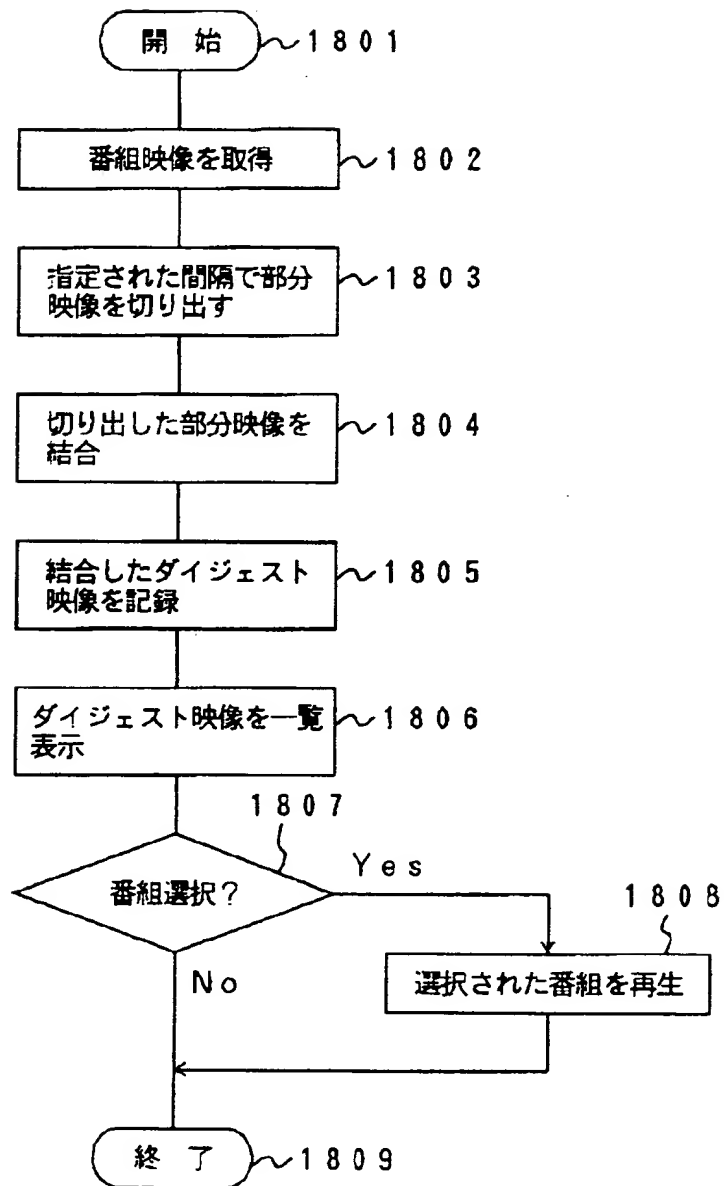 開 始
1801
番組映像を取得
1802
指定された間隔で部分
映像を切り出す
1803
切り出した部分映像を
結合
1804
結合したダイジェスト
映像を記録
1805
ダイジェスト映像を一覧
表示
1806
1807
番組選択?
Yes
1808
選択された番組を再生
No
終 了
1809